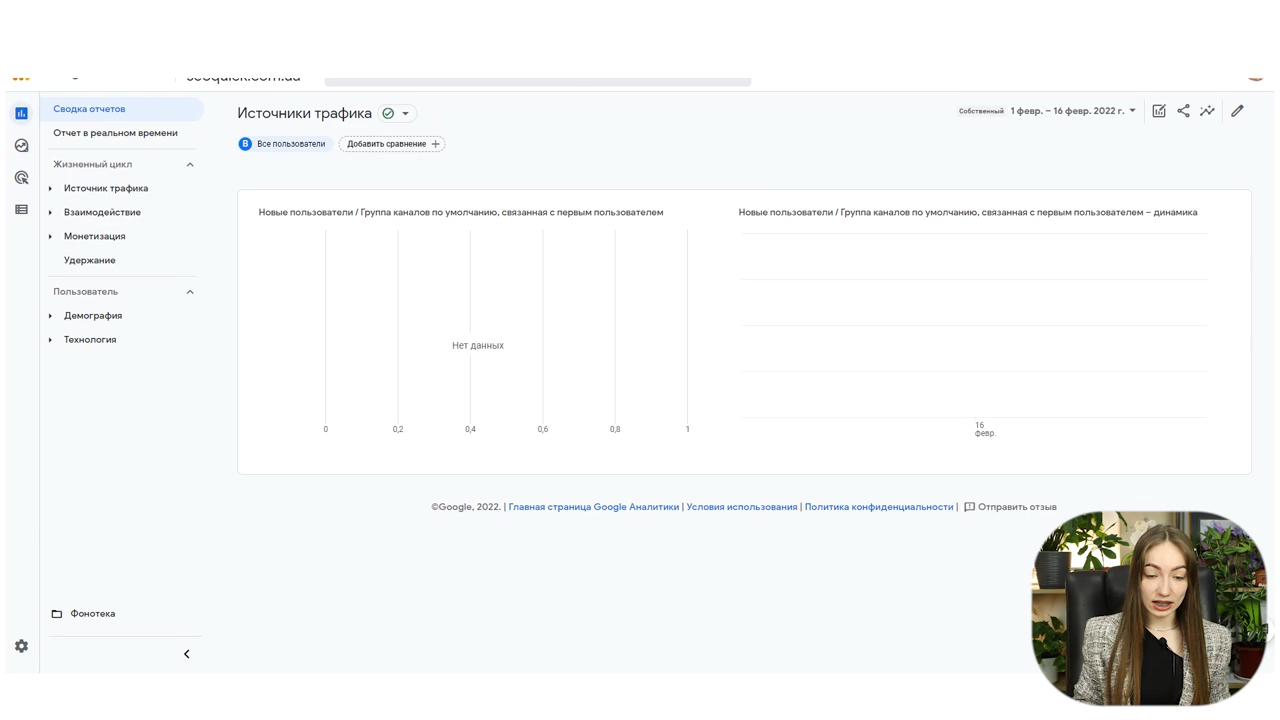 seoquick.com.ua
Сводка отчетов
Отчет в реальном времени
Жизненный цикл
Источник трафика
Взаимодействие
Монетизация
Удержание
Пользователь
Демография
Технология
Фонотека
Источники трафика
Собственный 1 февр. – 16 февр. 2022 г.
В Все пользователи Добавить сравнение
Новые пользователи / Группа каналов по умолчанию, связанная с первым пользователем
Нет данных
0 0,2 0,4 0,6 0,8 1
Новые пользователи / Группа каналов по умолчанию, связанная с первым пользователем – динамика
16
февр.
©Google, 2022. | Главная страница Google Аналитики | Условия использования | Политика конфиденциальности | Отправить отзыв